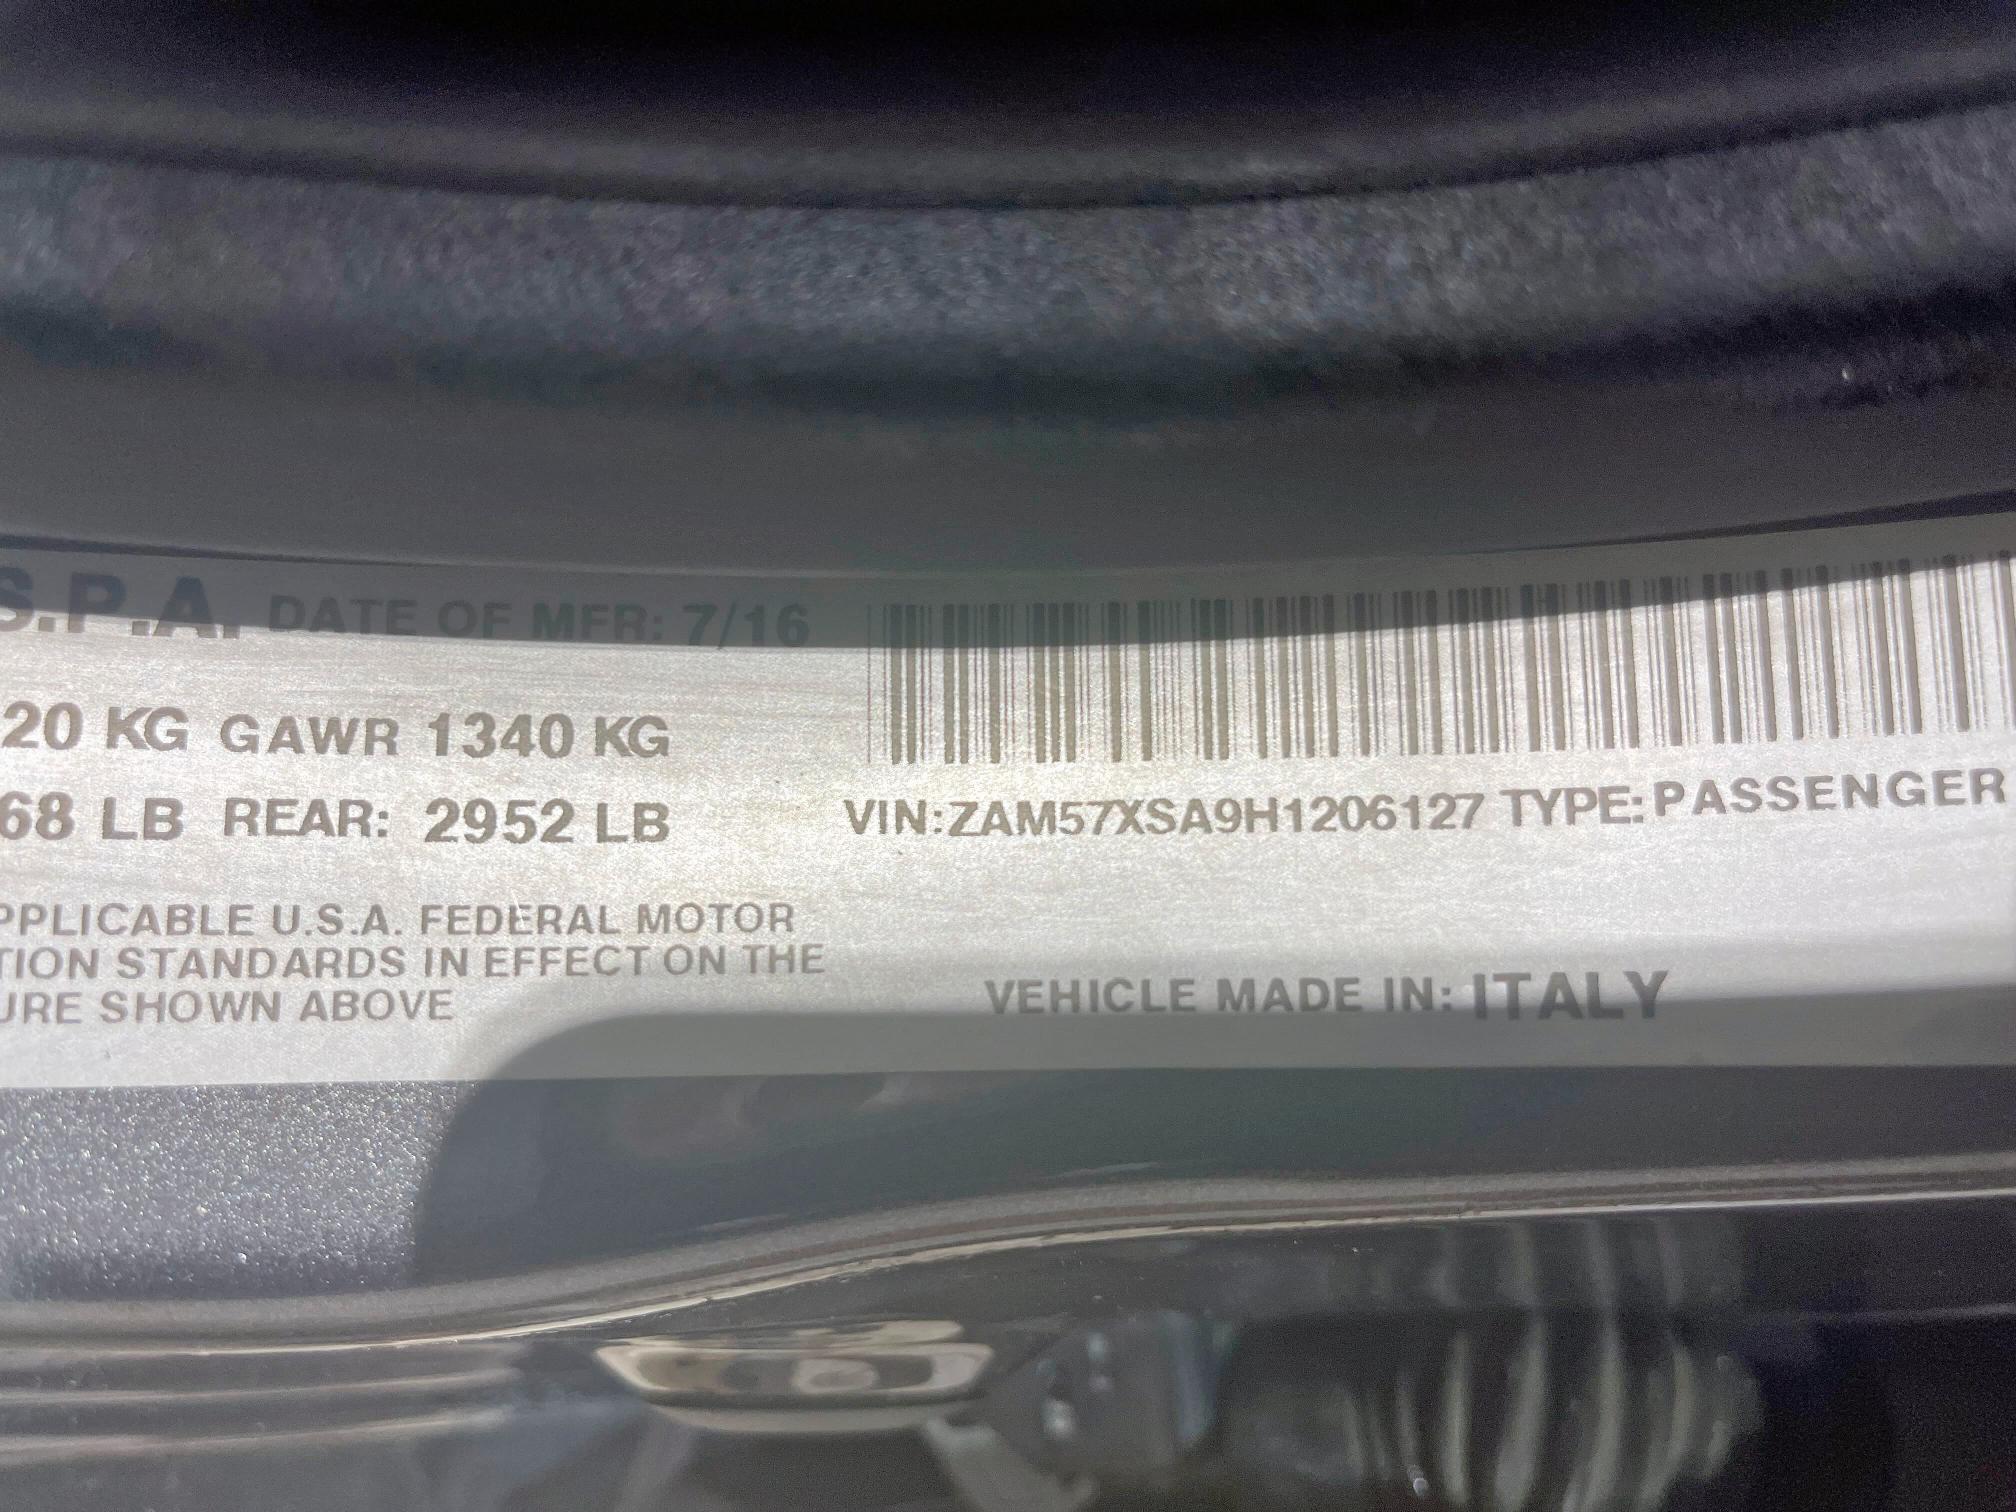 S.P.A. DATE OF MFR: 7/16
20 KG GAWR 1340 KG
68 LB REAR: 2952 LB
VIN:ZAM57XSA9H1206127 TYPE:PASSENGER
PPLICABLE U.S.A. FEDERAL MOTOR
TION STANDARDS IN EFFECT ON THE
URE SHOWN ABOVE
VEHICLE MADE IN: ITALY